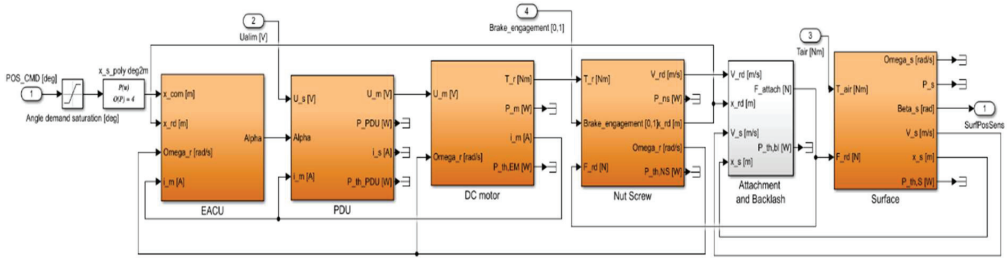 POS_CMD [deg]
1
Angle demand saturation [deg]
x_s_poly deg2m
P(u)
O(P) = 4
x_com [m]
x_rd [m]
Omega_r [rad/s]
i_m [A]
Alpha
EACU
2
Ualim [V]
U_s [V]
Alpha
i_m [A]
U_m [V]
P_PDU [W]
i_s [A]
P_th_PDU [W]
PDU
U_m [V]
Omega_r [rad/s]
T_r [Nm]
P_m [W]
i_m [A]
P_th,EM [W]
DC motor
4
Brake_engagement [0,1]
T_r [Nm]
Brake_engagement [0,1]
F_rd [N]
V_rd [m/s]
P_ns [W]
x_rd [m]
Omega_r [rad/s]
P_th,NS [W]
Nut Screw
V_rd [m/s]
x_rd [m]
V_s [m/s]
x_s [m]
F_attach [N]
P_th,bl [W]
Attachment
and Backlash
3
Tair [Nm]
T_air [Nm]
F_rd [N]
Omega_s [rad/s]
P_s
Beta_s [rad]
V_s [m/s]
x_s [m]
P_th,S [W]
Surface
1
SurfPosSens